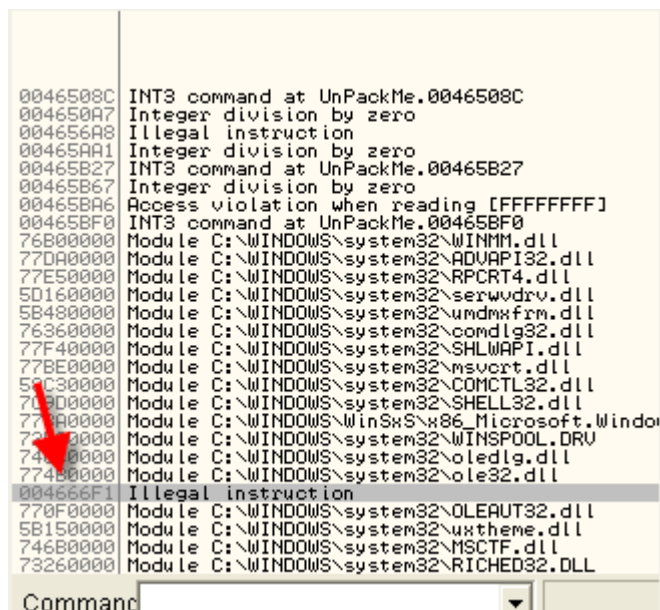 0046508C INT3 command at UnPackMe.0046508C
004650A7 Integer division by zero
004656A8 Illegal instruction
00465AA1 Integer division by zero
00465B27 INT3 command at UnPackMe.00465B27
00465B67 Integer division by zero
00465BA6 Access violation when reading [FFFFFFFF]
00465BF0 INT3 command at UnPackMe.00465BF0
76B00000 Module C:\WINDOWS\system32\WINMM.dll
77DA0000 Module C:\WINDOWS\system32\ADVAPI32.dll
77E50000 Module C:\WINDOWS\system32\RPCRT4.dll
5D160000 Module C:\WINDOWS\system32\serwvdrv.dll
5B480000 Module C:\WINDOWS\system32\umdmxfrm.dll
76360000 Module C:\WINDOWS\system32\comdlg32.dll
77F40000 Module C:\WINDOWS\system32\SHLWAPI.dll
77BE0000 Module C:\WINDOWS\system32\msvcrt.dll
Module C:\WINDOWS\system32\COMCTL32.dll
Module C:\WINDOWS\system32\SHELL32.dll
Module C:\WINDOWS\WinSxS\x86_Microsoft.Window
Module C:\WINDOWS\system32\WINSPOOL.DRV
Module C:\WINDOWS\system32\oledlg.dll
774B0000 Module C:\WINDOWS\system32\ole32.dll
004666F1 Illegal instruction
770F0000 Module C:\WINDOWS\system32\OLEAUT32.dll
5B150000 Module C:\WINDOWS\system32\uxtheme.dll
746B0000 Module C:\WINDOWS\system32\MSCTF.dll
73260000 Module C:\WINDOWS\system32\RICHED32.DLL
Command